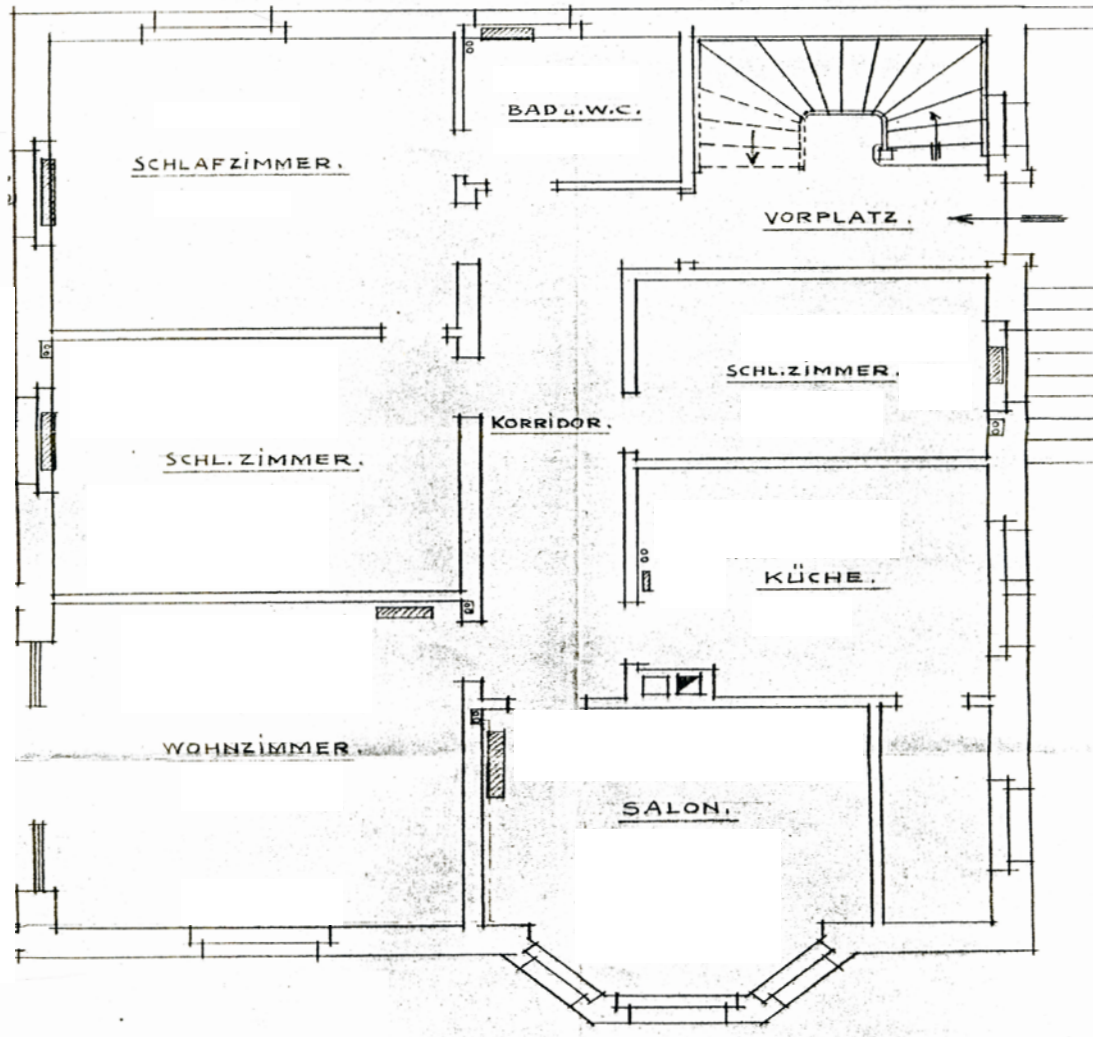 BAD u. W.C.
SCHLAFZIMMER.
VORPLATZ.
SCHL. ZIMMER.
KORRIDOR.
SCHL. ZIMMER.
KÜCHE.
WOHNZIMMER.
SALON.